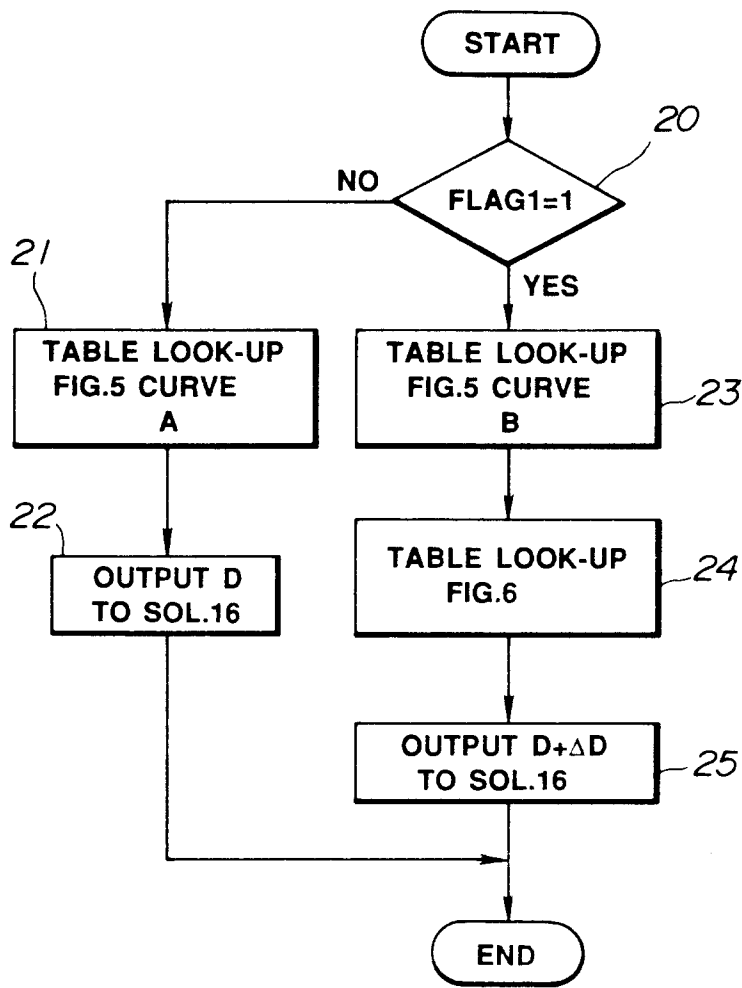 START
20
FLAG1=1
NO
YES
21
TABLE LOOK-UP
FIG.5 CURVE
A
TABLE LOOK-UP
FIG.5 CURVE
B
23
22
OUTPUT D
TO SOL.16
TABLE LOOK-UP
FIG.6
24
OUTPUT D+ΔD
TO SOL.16
25
END